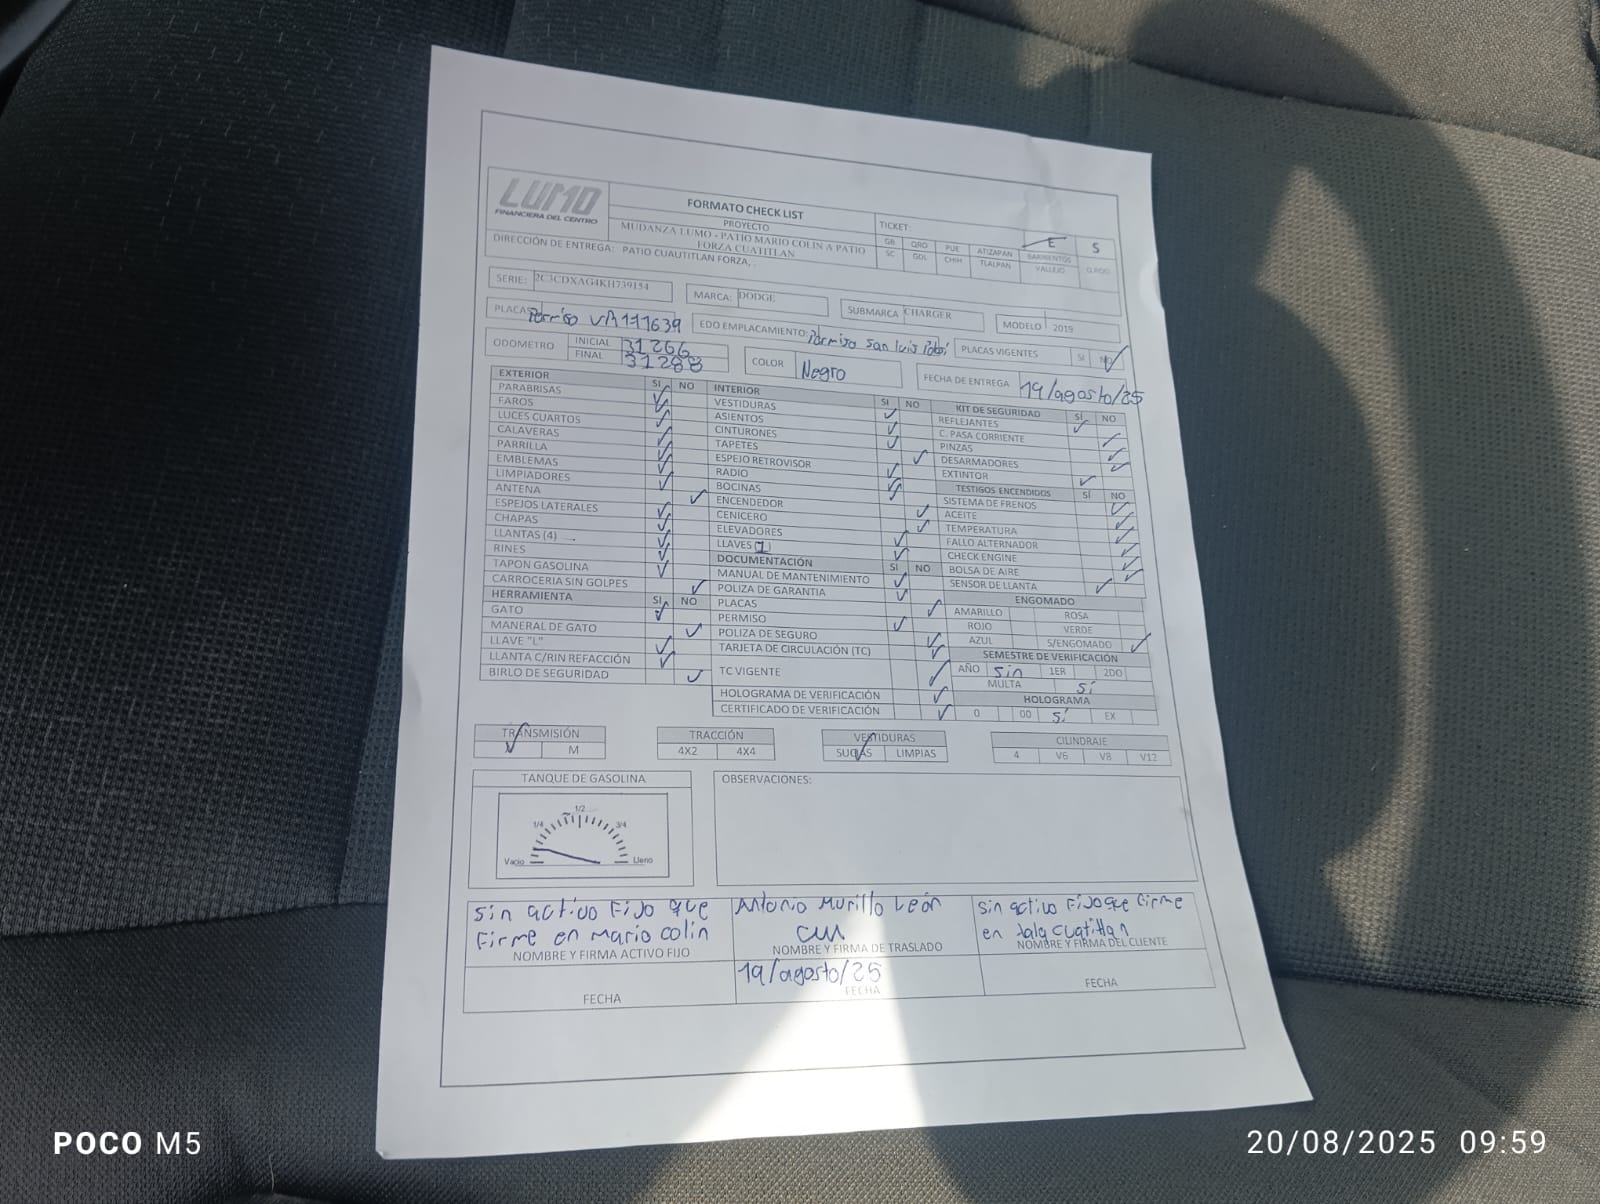 LUMO
FINANCIERA DEL CENTRO
FORMATO CHECK LIST
PROYECTO
MUDANZA LUMO - PATIO MARIO COLIN A PATIO
FORZA CUATITLAN
TICKET:
GB QRO PUE ATIZAPAN BARRIENTOS
SC GDL CHIH TLALPAN VALLEJO
E S
DIRECCIÓN DE ENTREGA: PATIO CUAUTITLAN FORZA, .
SERIE: 2C3CDXAG4KH739154
MARCA: DODGE
SUBMARCA CHARGER
MODELO 2019
PLACAS Permiso VA111639
EDO EMPLACAMIENTO: Permiso San Luis Potosí
PLACAS VIGENTES SI NO ✓
ODOMETRO INICIAL 31266
FINAL 31288
COLOR Negro
FECHA DE ENTREGA 19/agosto/25
EXTERIOR SI NO
PARABRISAS ✓
FAROS ✓
LUCES CUARTOS ✓
CALAVERAS ✓
PARRILLA ✓
EMBLEMAS ✓
LIMPIADORES ✓
ANTENA ✓
ESPEJOS LATERALES ✓
CHAPAS ✓
LLANTAS (4) ✓
RINES ✓
TAPON GASOLINA ✓
CARROCERIA SIN GOLPES ✓
HERRAMIENTA SI NO
GATO ✓
MANERAL DE GATO ✓
LLAVE "L" ✓
LLANTA C/RIN REFACCIÓN ✓
BIRLO DE SEGURIDAD ✓
INTERIOR SI NO
VESTIDURAS ✓
ASIENTOS ✓
CINTURONES ✓
TAPETES ✓
ESPEJO RETROVISOR ✓
RADIO ✓
BOCINAS ✓
ENCENDEDOR ✓
CENICERO ✓
ELEVADORES ✓
LLAVES (1) ✓
DOCUMENTACIÓN SI NO
MANUAL DE MANTENIMIENTO ✓
POLIZA DE GARANTIA ✓
PLACAS ✓
PERMISO ✓
POLIZA DE SEGURO ✓
TARJETA DE CIRCULACIÓN (TC) ✓
TC VIGENTE ✓
HOLOGRAMA DE VERIFICACIÓN ✓
CERTIFICADO DE VERIFICACIÓN ✓
KIT DE SEGURIDAD SI NO
REFLEJANTES ✓
C. PASA CORRIENTE ✓
PINZAS ✓
DESARMADORES ✓
EXTINTOR ✓
TESTIGOS ENCENDIDOS SI NO
SISTEMA DE FRENOS ✓
ACEITE ✓
TEMPERATURA ✓
FALLO ALTERNADOR ✓
CHECK ENGINE ✓
BOLSA DE AIRE ✓
SENSOR DE LLANTA ✓
ENGOMADO
AMARILLO ROSA
ROJO VERDE
AZUL S/ENGOMADO ✓
SEMESTRE DE VERIFICACIÓN
AÑO Sin 1ER 2DO
MULTA Sí
HOLOGRAMA
0 00 Sí EX
TRANSMISIÓN
✓ M
TRACCIÓN
4X2 4X4
VESTIDURAS
SUCIAS LIMPIAS
CILINDRAJE
4 V6 V8 V12
TANQUE DE GASOLINA
1/4 1/2 3/4
Vacio Lleno
OBSERVACIONES:
Sin activo Fijo que
Firme en Mario colin
NOMBRE Y FIRMA ACTIVO FIJO
FECHA
Antonio Murillo León
NOMBRE Y FIRMA DE TRASLADO
19/agosto/25
FECHA
Sin activo Fijo que Firme
en Cuatitlan
NOMBRE Y FIRMA DEL CLIENTE
FECHA
POCO M5
20/08/2025 09:59